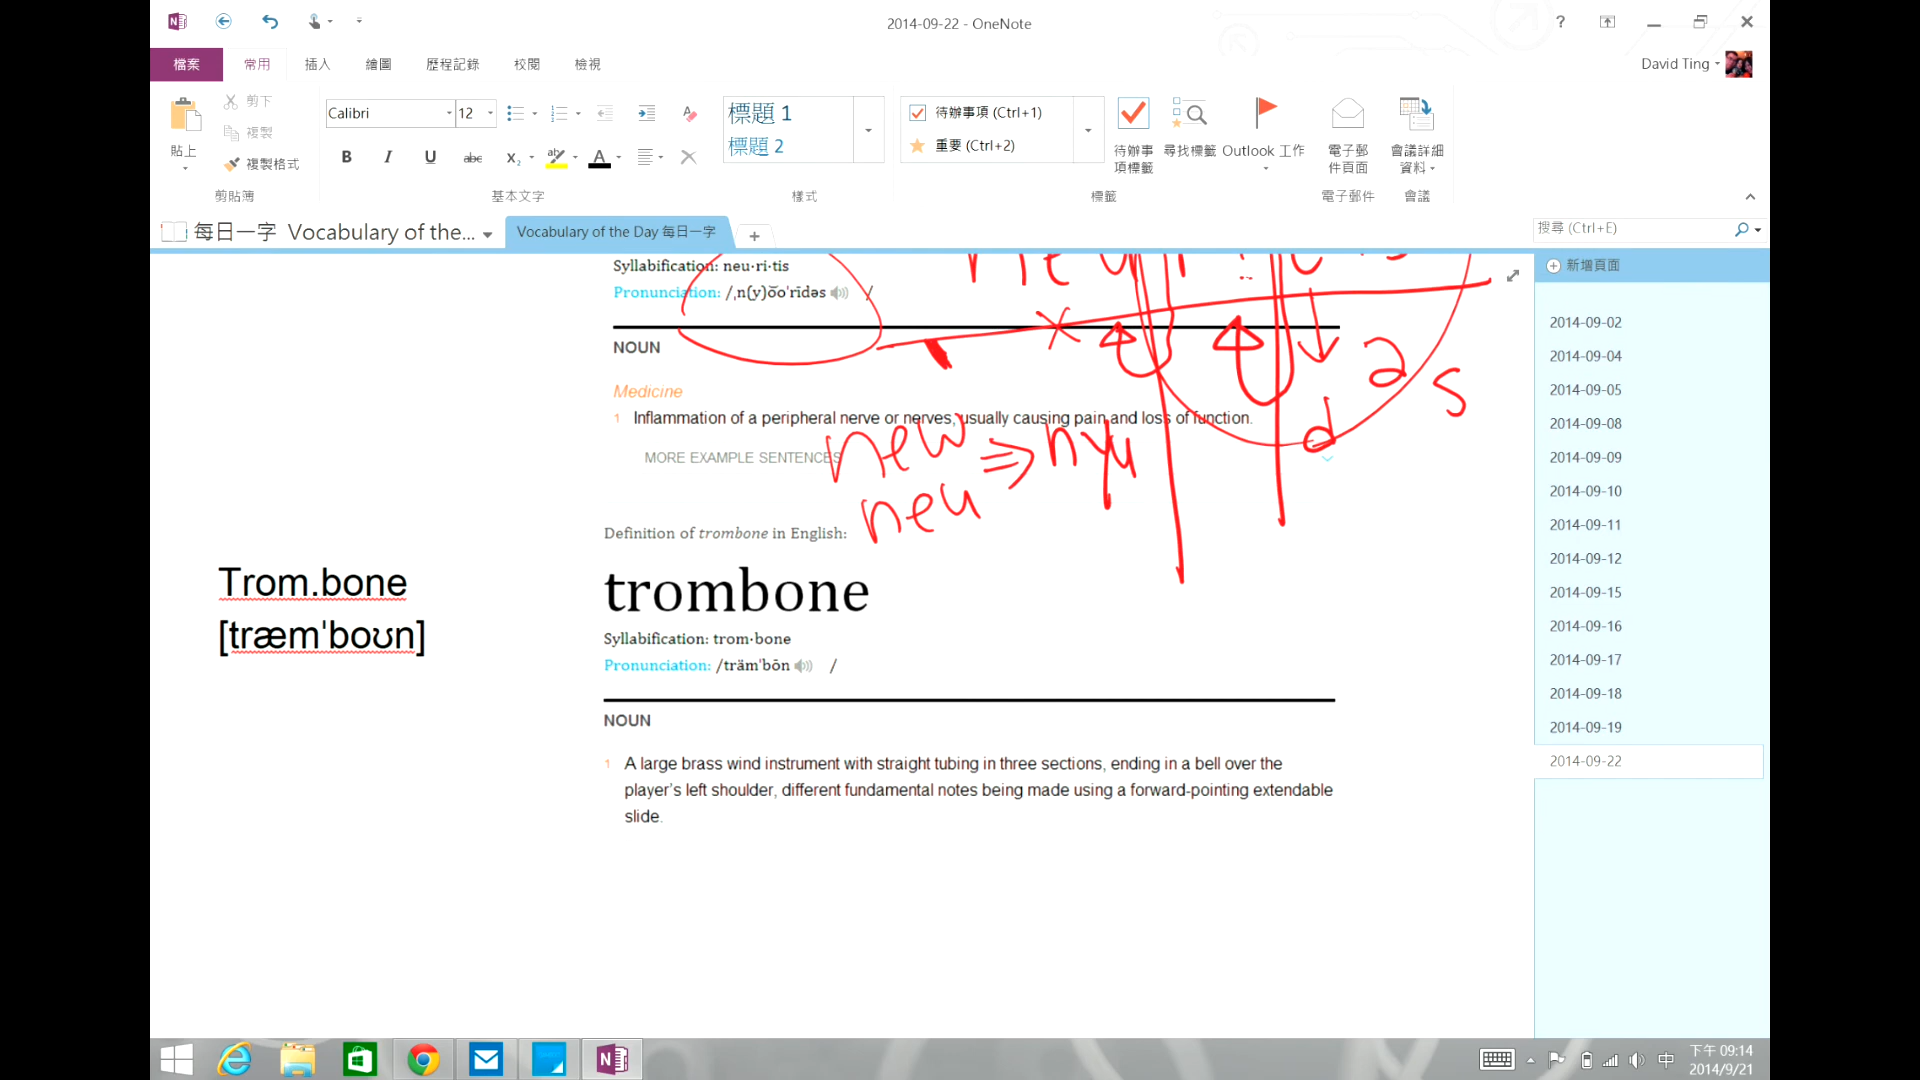 2014-09-22 - OneNote
?
檔案 常用 插入 繪圖 歷程記錄 校閱 檢視
David Ting
貼上
剪下
複製
複製格式
剪貼簿
Calibri 12
B I U abc x₂ ab A
基本文字
標題 1
標題 2
樣式
待辦事項 (Ctrl+1)
重要 (Ctrl+2)
標籤
待辦事項標籤
尋找標籤
Outlook 工作
電子郵件頁面
電子郵件
會議詳細資料
會議
每日一字 Vocabulary of the...
Vocabulary of the Day 每日一字
+
搜尋 (Ctrl+E)
新增頁面
2014-09-02
2014-09-04
2014-09-05
2014-09-08
2014-09-09
2014-09-10
2014-09-11
2014-09-12
2014-09-15
2014-09-16
2014-09-17
2014-09-18
2014-09-19
2014-09-22
Syllabification: neu·ri·tis
Pronunciation: /ˌn(y)o͝oˈrīdəs /
NOUN
Medicine
1 Inflammation of a peripheral nerve or nerves, usually causing pain and loss of function.
MORE EXAMPLE SENTENCES
ə s
d
new
neu
⇒ nyu
Definition of trombone in English:
trombone
Syllabification: trom·bone
Pronunciation: /trämˈbōn /
NOUN
1 A large brass wind instrument with straight tubing in three sections, ending in a bell over the
player's left shoulder, different fundamental notes being made using a forward-pointing extendable
slide.
Trom.bone
[træmˈboʊn]
中
下午 09:14
2014/9/21